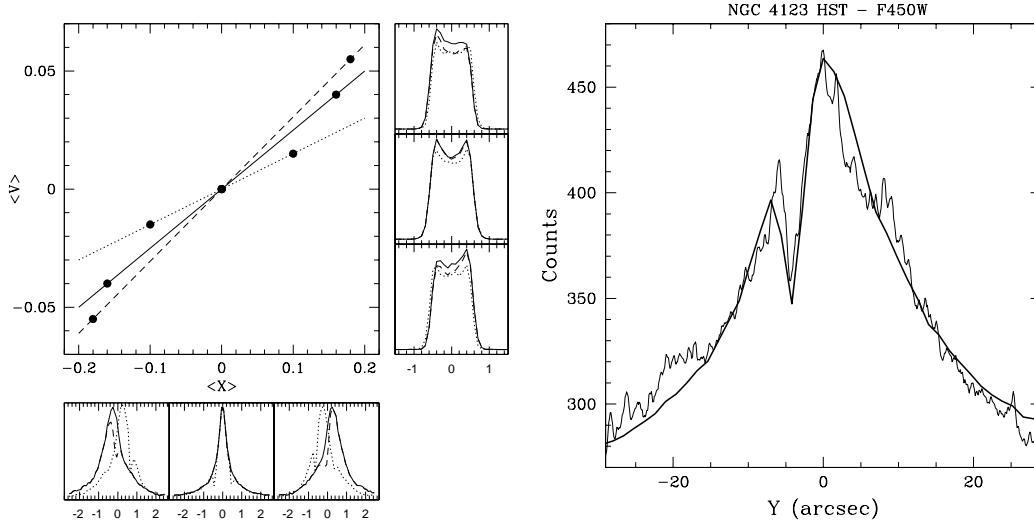 NGC 4123 HST – F450W
0.05
0
−0.05
<V>
−0.2 −0.1 0 0.1 0.2
<X>
−1 0 1
-2 -1 0 1 2 -2 -1 0 1 2 -2 -1 0 1 2
450
400
350
300
Counts
−20 0 20
Y (arcsec)